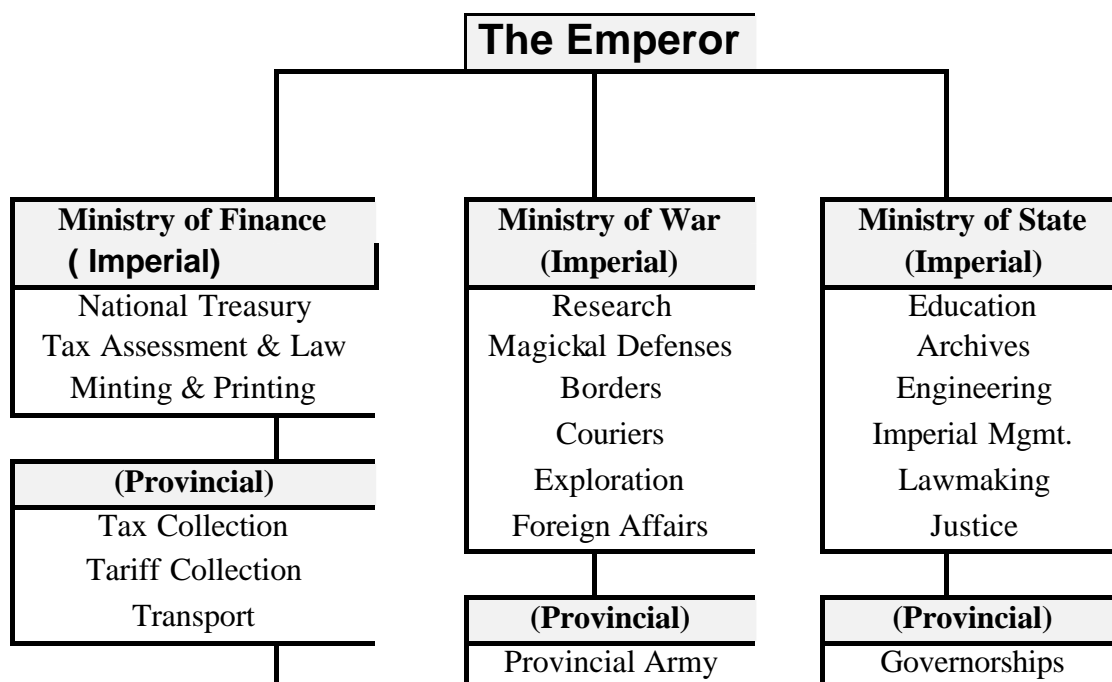 The Emperor
Ministry of Finance
( Imperial)
National Treasury
Tax Assessment & Law
Minting & Printing
(Provincial)
Tax Collection
Tariff Collection
Transport
Ministry of War
(Imperial)
Research
Magickal Defenses
Borders
Couriers
Exploration
Foreign Affairs
(Provincial)
Provincial Army
Ministry of State
(Imperial)
Education
Archives
Engineering
Imperial Mgmt.
Lawmaking
Justice
(Provincial)
Governorships